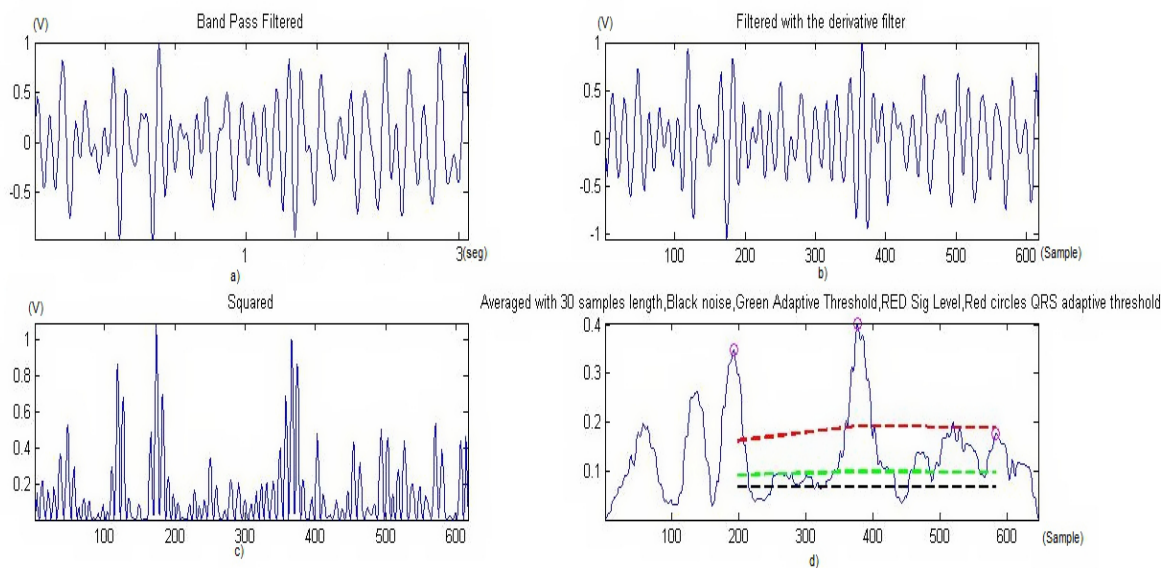 (V)
Band Pass Filtered
1
0.5
0
-0.5
1
3(seg)
a)
(V)
Filtered with the derivative filter
1
0.5
0
-0.5
-1
100 200 300 400 500 600 (Sample)
b)
(V)
Squared
1
0.8
0.6
0.4
0.2
100 200 300 400 500 600
c)
Averaged with 30 samples length,Black noise,Green Adaptive Threshold,RED Sig Level,Red circles QRS adaptive threshold
0.4
0.3
0.2
0.1
0 100 200 300 400 500 600 (Sample)
d)